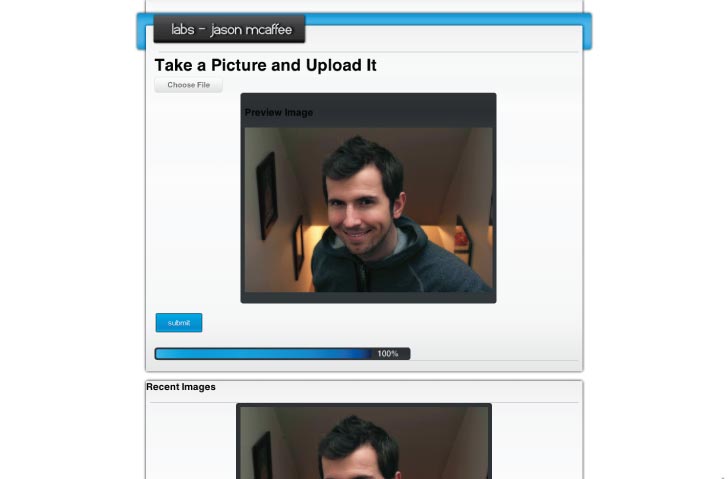 labs - jason mcaffee
Take a Picture and Upload It
Choose File
Preview Image
submit
100%
Recent Images